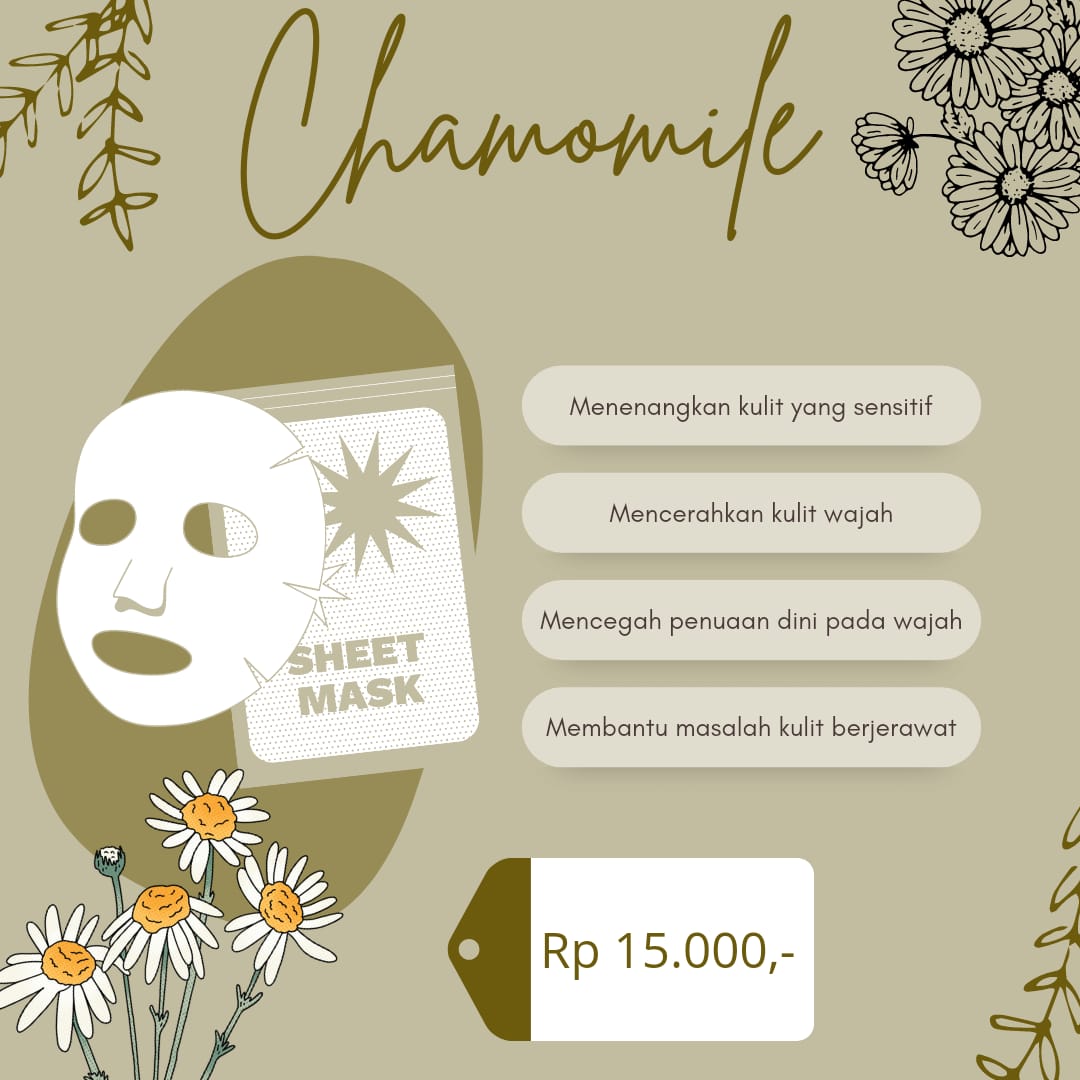 Chamomile
SHEET
MASK
Menenangkan kulit yang sensitif
Mencerahkan kulit wajah
Mencegah penuaan dini pada wajah
Membantu masalah kulit berjerawat
Rp 15.000,-